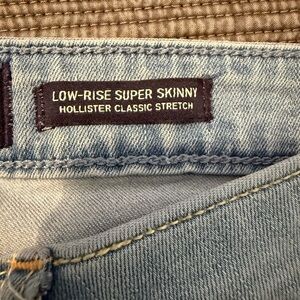 LOW-RISE SUPER SKINNY
HOLLISTER CLASSIC STRETCH